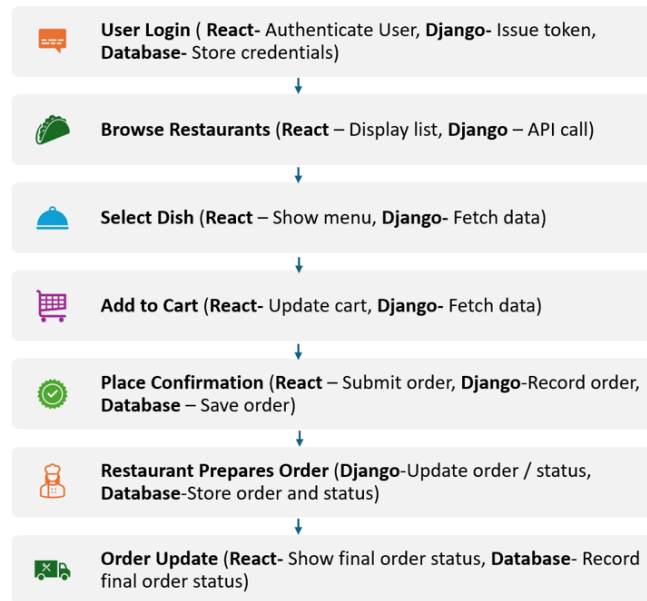 User Login ( React- Authenticate User, Django- Issue token,
Database- Store credentials)
Browse Restaurants (React – Display list, Django – API call)
Select Dish (React – Show menu, Django- Fetch data)
Add to Cart (React- Update cart, Django- Fetch data)
Place Confirmation (React – Submit order, Django-Record order,
Database – Save order)
Restaurant Prepares Order (Django-Update order / status,
Database-Store order and status)
Order Update (React- Show final order status, Database- Record
final order status)